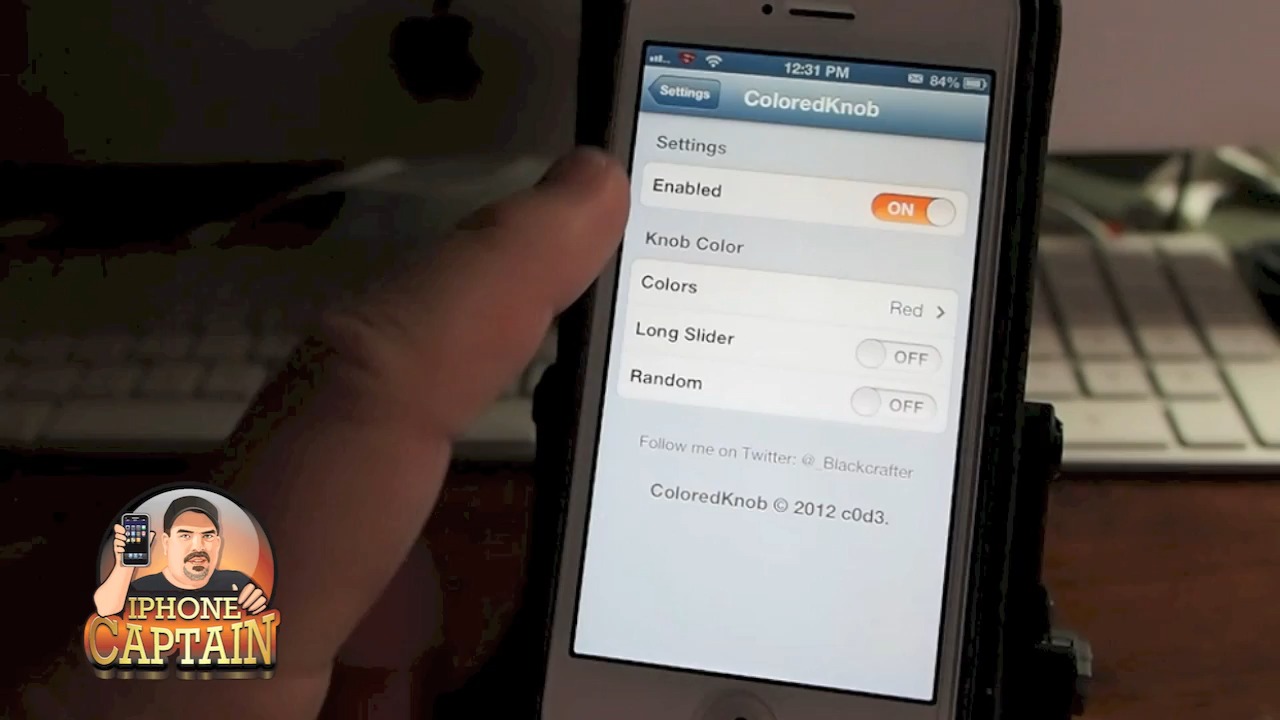 12:31 PM
84%
Settings
ColoredKnob
Settings
Enabled
ON
Knob Color
Colors
Red
Long Slider
OFF
Random
OFF
Follow me on Twitter: @_Blackcrafter
ColoredKnob © 2012 c0d3.
IPHONE
CAPTAIN